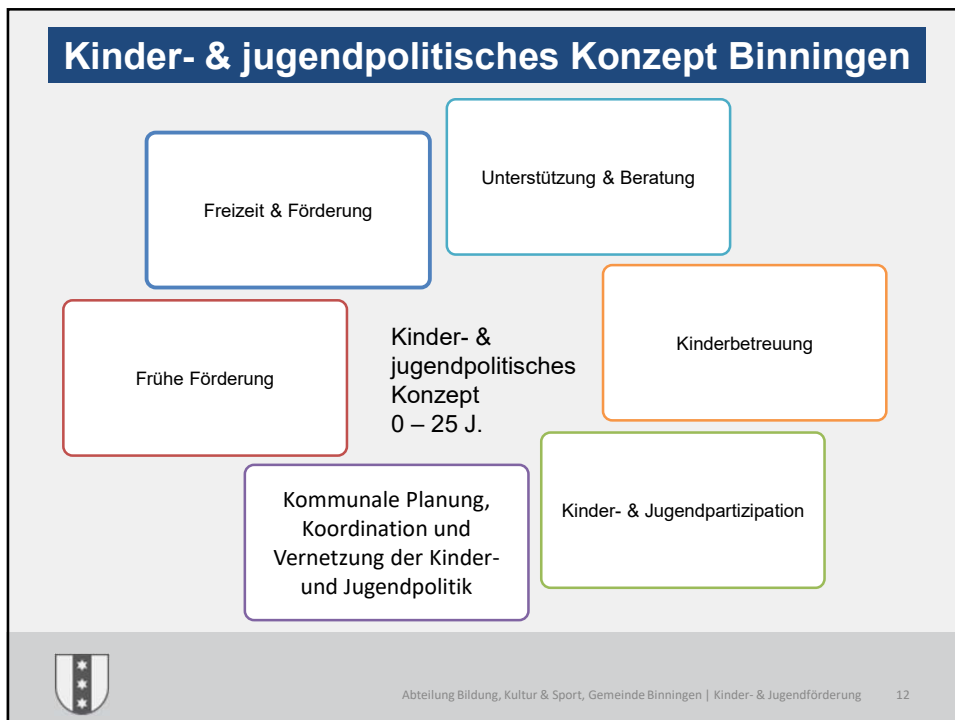 Kinder- & jugendpolitisches Konzept Binningen
Freizeit & Förderung
Unterstützung & Beratung
Frühe Förderung
Kinder- &
jugendpolitisches
Konzept
0 – 25 J.
Kinderbetreuung
Kommunale Planung,
Koordination und
Vernetzung der Kinder-
und Jugendpolitik
Kinder- & Jugendpartizipation
Abteilung Bildung, Kultur & Sport, Gemeinde Binningen | Kinder- & Jugendförderung 12